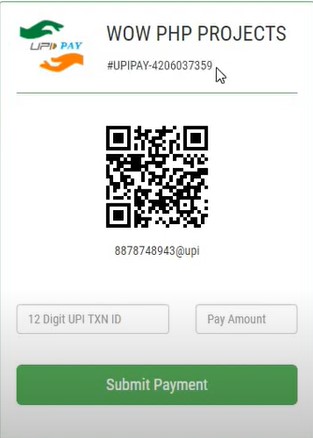 WOW PHP PROJECTS
UPI PAY
#UPIPAY-4206037359
8878748943@upi
12 Digit UPI TXN ID
Pay Amount
Submit Payment